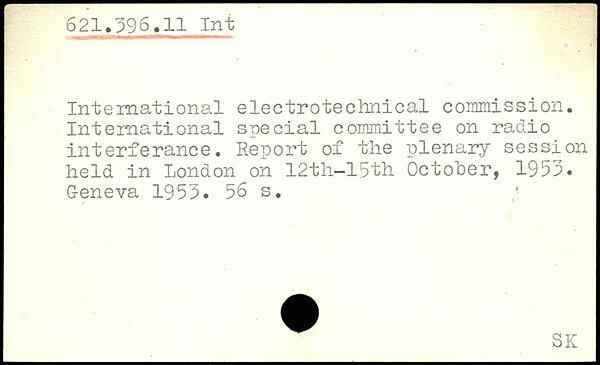 621.396.11 Int
International electrotechnical commission.
International special committee on radio
interferance. Report of the plenary session
held in London on 12th-15th October, 1953.
Geneva 1953. 56 s.
SK